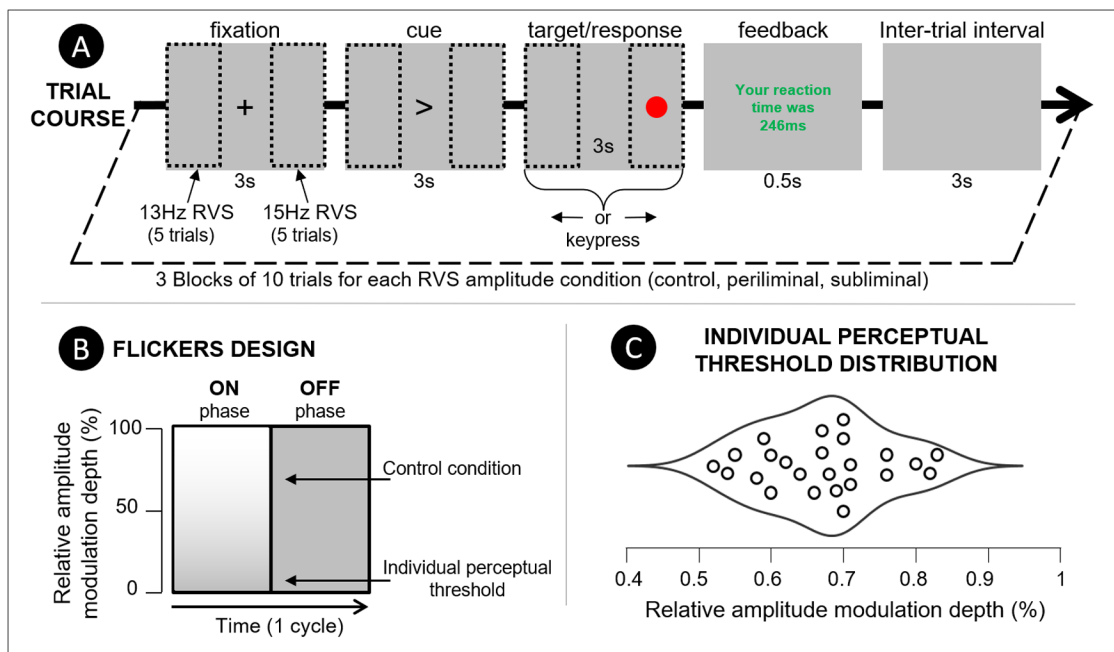 A
TRIAL
COURSE
fixation
cue
target/response
feedback
Inter-trial interval
+
>
3s
Your reaction
time was
246ms
3s
3s
0.5s
3s
13Hz RVS
(5 trials)
15Hz RVS
(5 trials)
or
keypress
3 Blocks of 10 trials for each RVS amplitude condition (control, periliminal, subliminal)
B
FLICKERS DESIGN
ON
phase
OFF
phase
Relative amplitude
modulation depth (%)
100
50
0
Control condition
Individual perceptual
threshold
Time (1 cycle)
C
INDIVIDUAL PERCEPTUAL
THRESHOLD DISTRIBUTION
0.4 0.5 0.6 0.7 0.8 0.9 1
Relative amplitude modulation depth (%)